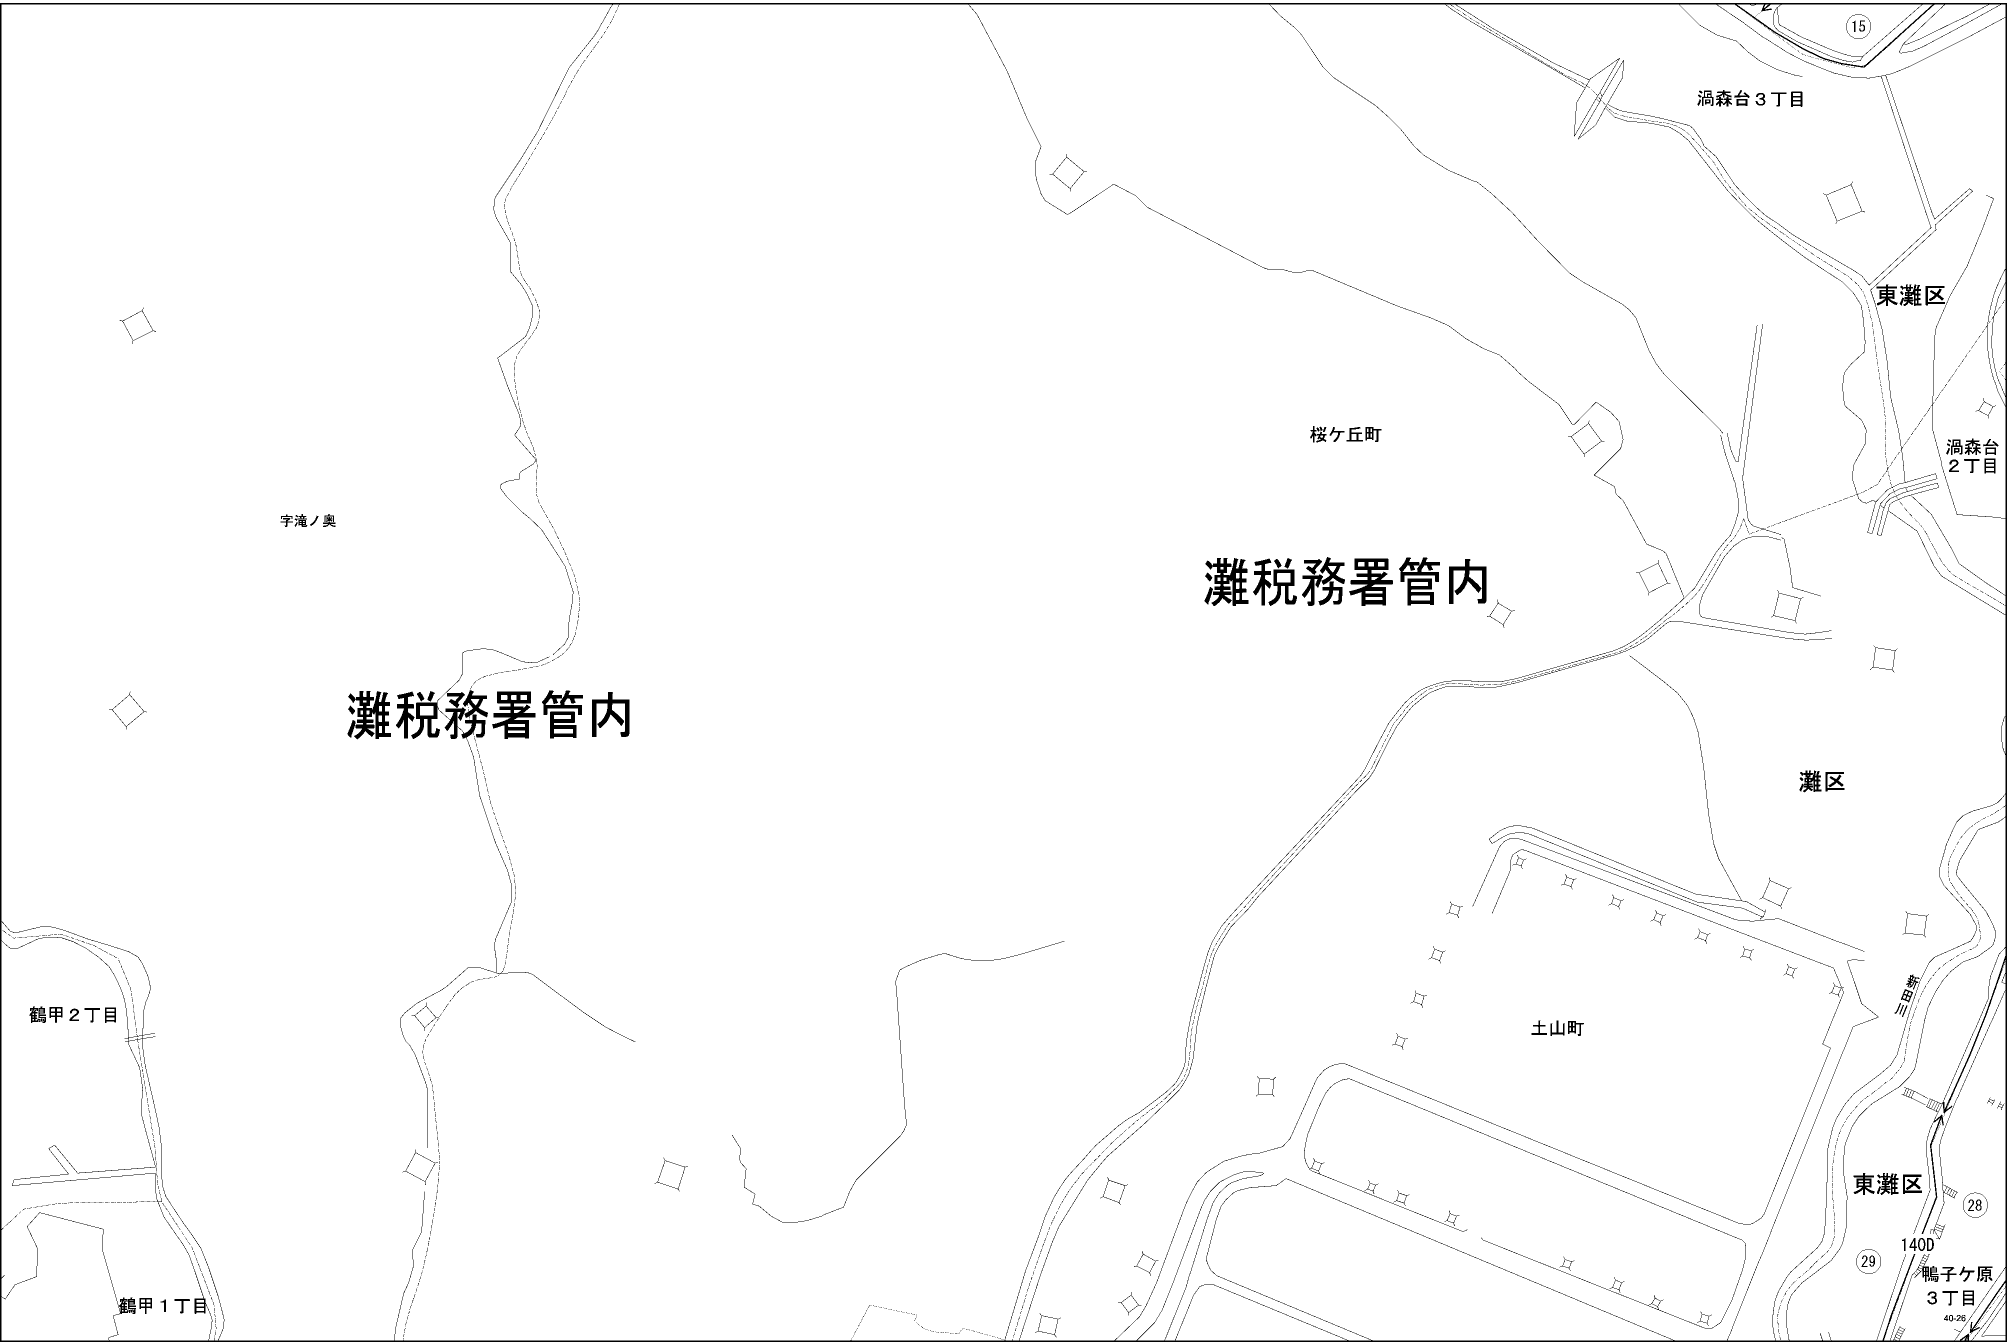 15
渦森台３丁目
東灘区
桜ケ丘町
渦森台
２丁目
字滝ノ奥
灘税務署管内
灘税務署管内
灘区
新田川
鶴甲２丁目
土山町
東灘区
28
140D
29
鴨子ケ原
３丁目
鶴甲１丁目
40-26